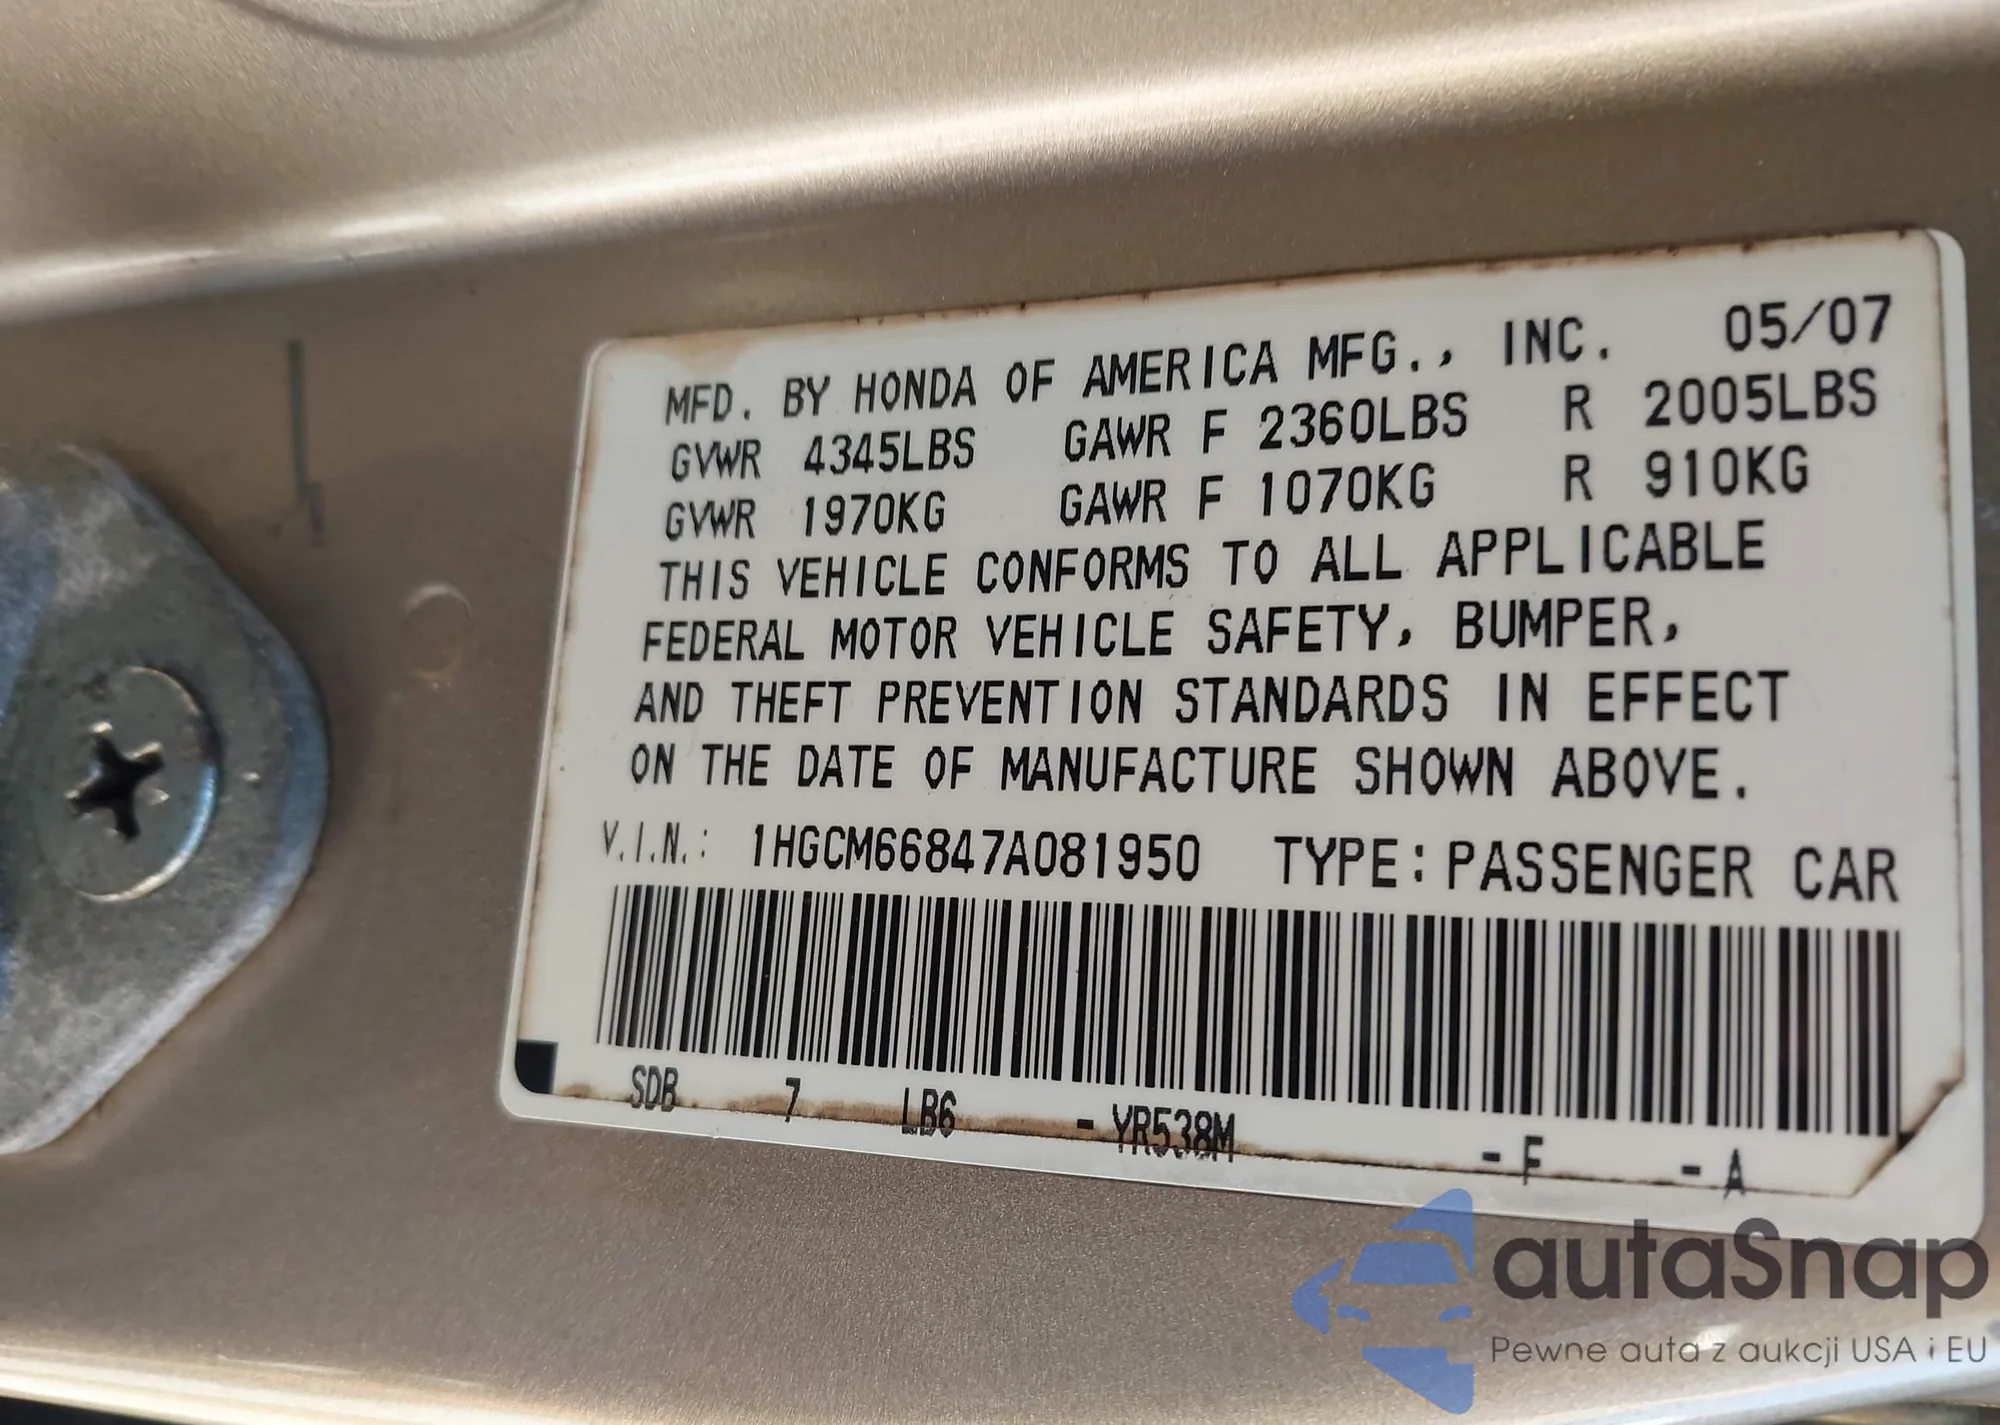 MFD. BY HONDA OF AMERICA MFG., INC. 05/07
GVWR 4345LBS GAWR F 2360LBS R 2005LBS
GVWR 1970KG GAWR F 1070KG R 910KG
THIS VEHICLE CONFORMS TO ALL APPLICABLE
FEDERAL MOTOR VEHICLE SAFETY, BUMPER,
AND THEFT PREVENTION STANDARDS IN EFFECT
ON THE DATE OF MANUFACTURE SHOWN ABOVE.
V.I.N.: 1HGCM66847A081950 TYPE: PASSENGER CAR
SDB 7 LB6 - YR538M - F - A
autaSnap
Pewne auta z aukcji USA i EU